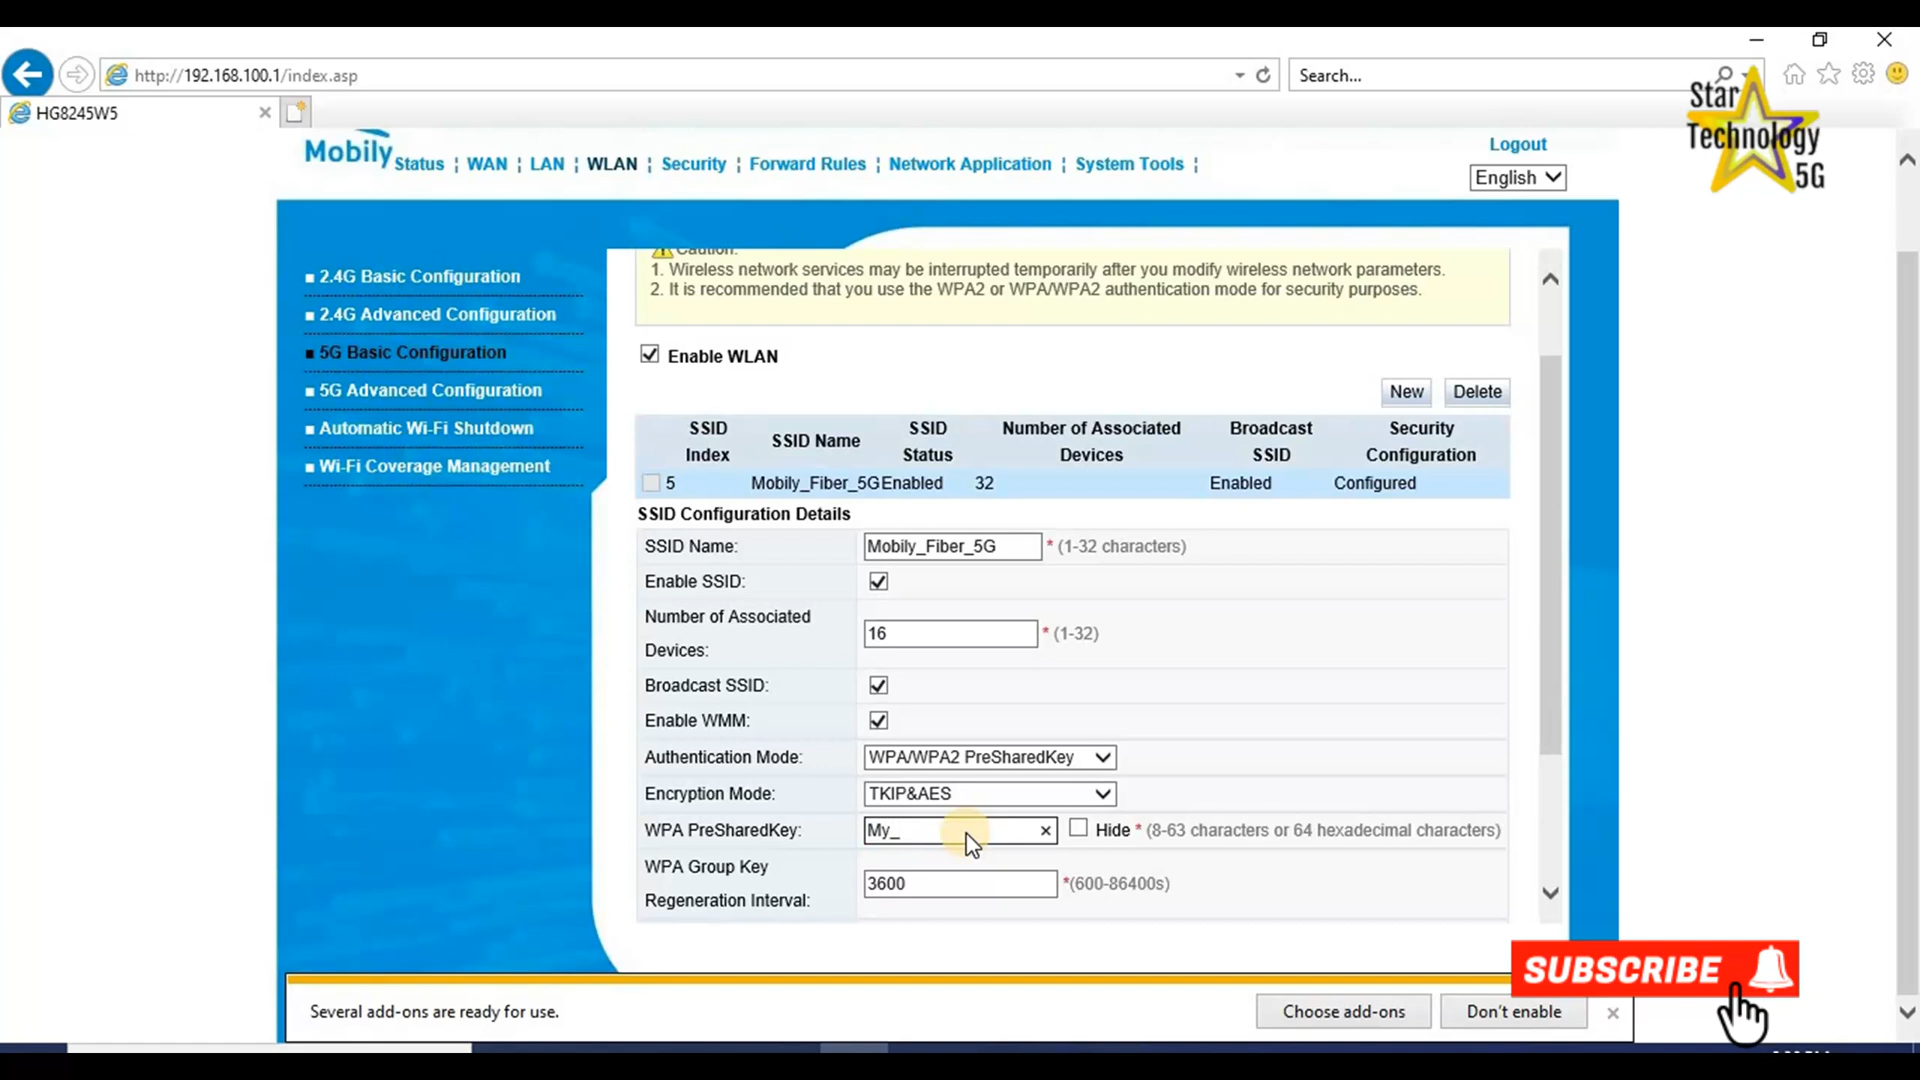 http://192.168.100.1/index.asp
Search...
HG8245W5
Star
Technology
5G
Mobily
Status ¦ WAN ¦ LAN ¦ WLAN ¦ Security ¦ Forward Rules ¦ Network Application ¦ System Tools ¦
Logout
English
2.4G Basic Configuration
2.4G Advanced Configuration
5G Basic Configuration
5G Advanced Configuration
Automatic Wi-Fi Shutdown
Wi-Fi Coverage Management
Caution:
1. Wireless network services may be interrupted temporarily after you modify wireless network parameters.
2. It is recommended that you use the WPA2 or WPA/WPA2 authentication mode for security purposes.
Enable WLAN
New Delete
SSID Index SSID Name SSID Status Number of Associated Devices Broadcast SSID Security Configuration
5 Mobily_Fiber_5G Enabled 32 Enabled Configured
SSID Configuration Details
SSID Name: Mobily_Fiber_5G * (1-32 characters)
Enable SSID:
Number of Associated
Devices: 16 * (1-32)
Broadcast SSID:
Enable WMM:
Authentication Mode: WPA/WPA2 PreSharedKey
Encryption Mode: TKIP&AES
WPA PreSharedKey: My_ Hide * (8-63 characters or 64 hexadecimal characters)
WPA Group Key
Regeneration Interval: 3600 *(600-86400s)
SUBSCRIBE
Several add-ons are ready for use. Choose add-ons Don't enable